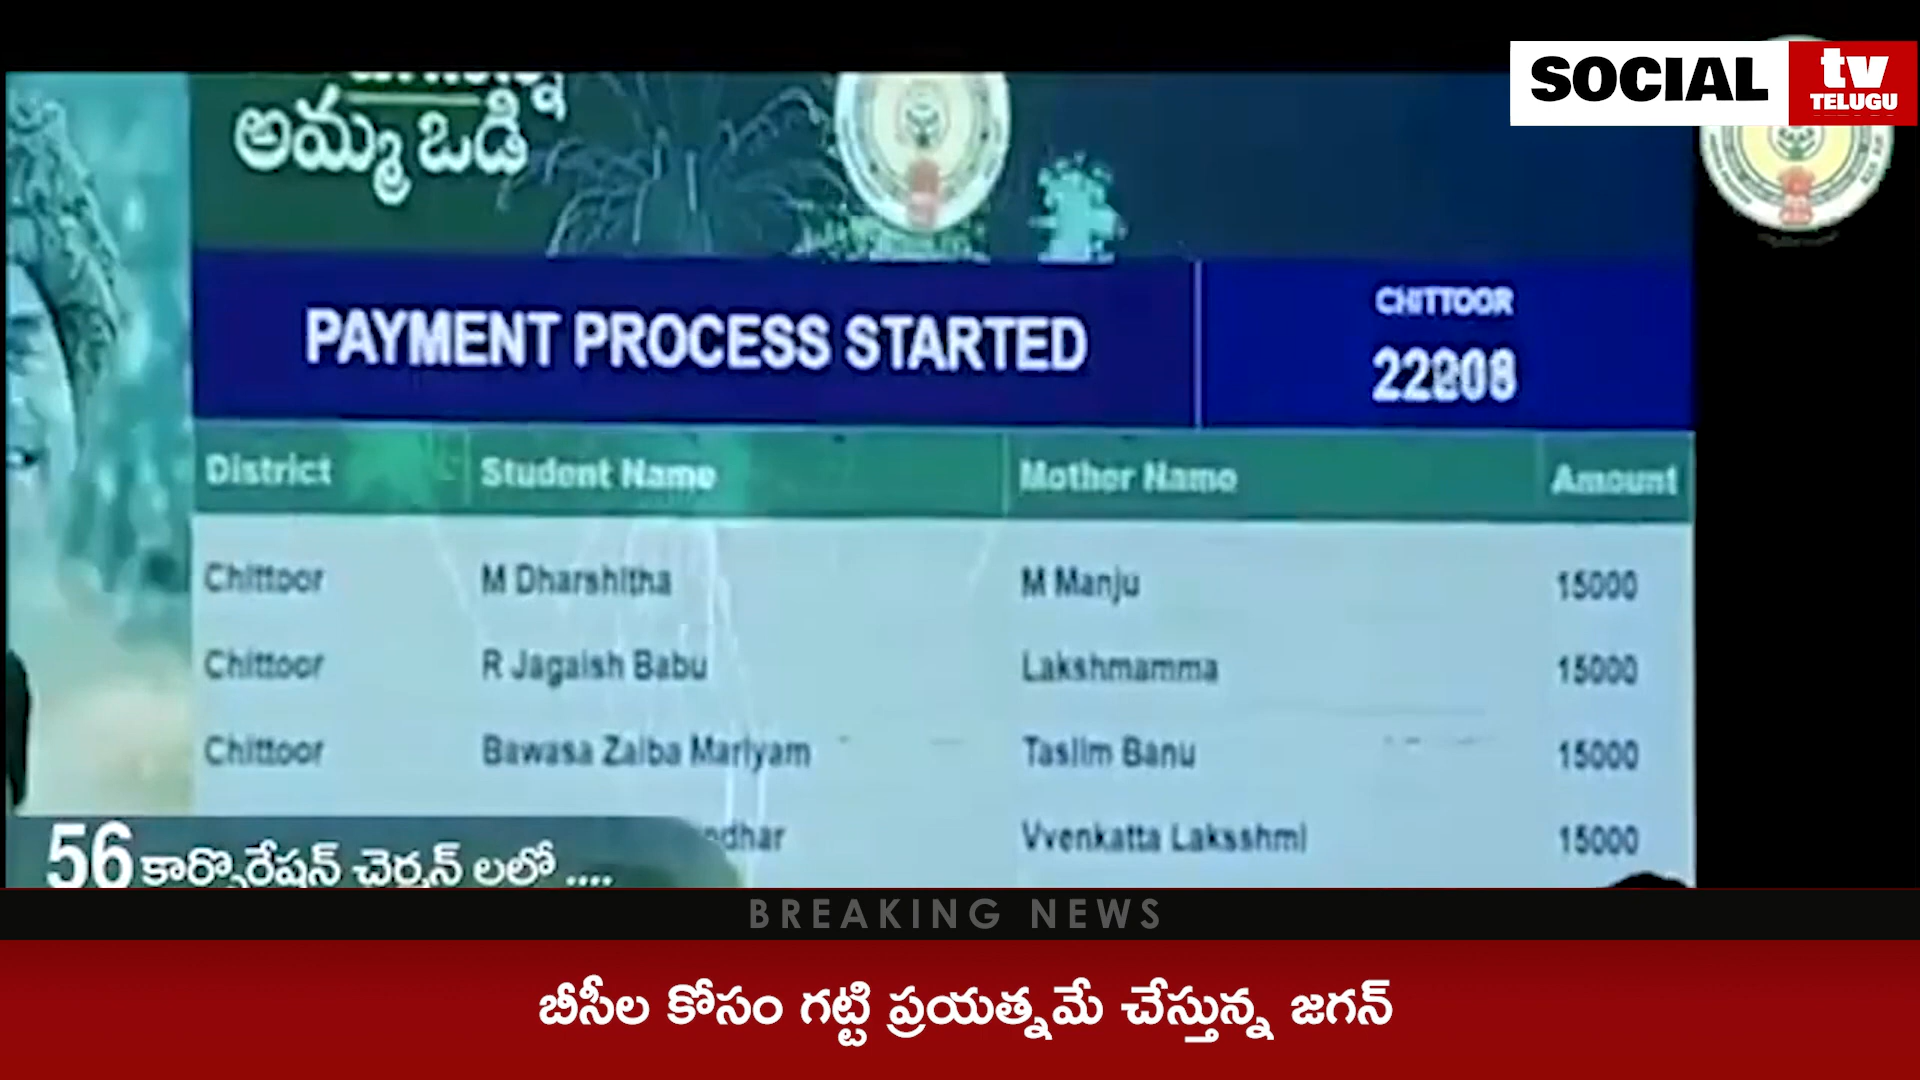 SOCIAL
tv
TELUGU
అమ్మ ఒడి
PAYMENT PROCESS STARTED
CHITTOOR
District Student Name Mother Name Amount
Chittoor M Dharshitha M Manju 15000
Chittoor R Jagaish Babu Lakshmamma 15000
Chittoor Bawasa Zaiba Mariyam Taslim Banu 15000
Vvenkatta Laksshmi 15000
56 కార్పొరేషన్ చైర్మన్ లలో ....
BREAKING NEWS
బీసీల కోసం గట్టి ప్రయత్నమే చేస్తున్న జగన్